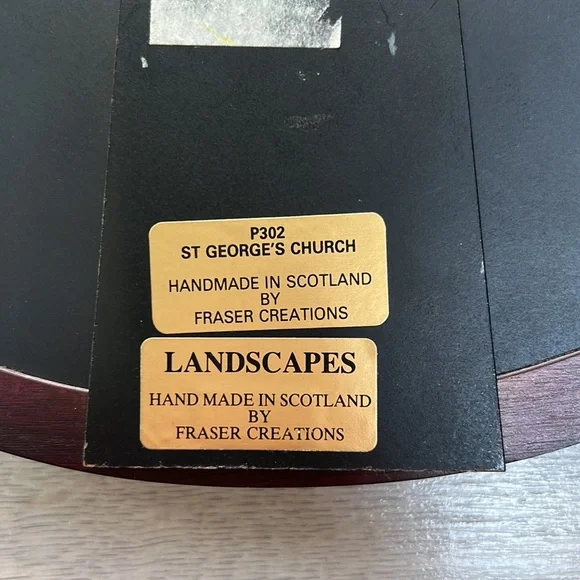 P302
ST GEORGE'S CHURCH
HANDMADE IN SCOTLAND
BY
FRASER CREATIONS
LANDSCAPES
HAND MADE IN SCOTLAND
BY
FRASER CREATIONS